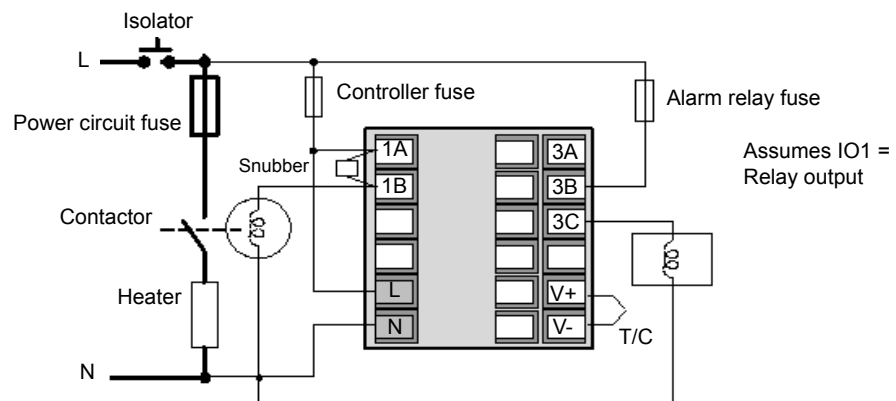 Isolator
L
Controller fuse
Alarm relay fuse
Power circuit fuse
Snubber
1A
3A
Assumes IO1 =
Relay output
1B
3B
Contactor
3C
Heater
L
V+
N
V-
T/C
N